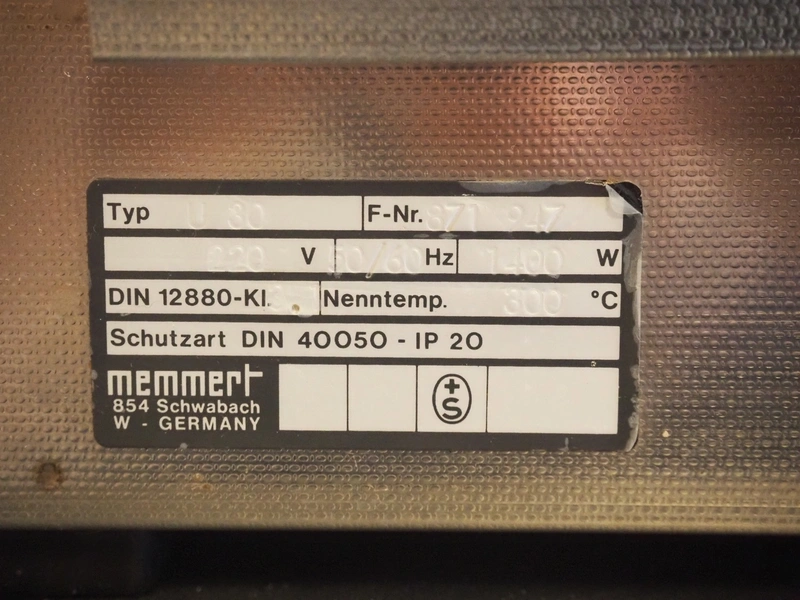 Typ U 30 F-Nr. 871 947
220 V 50/60 Hz 1400 W
DIN 12880-Kl. Nenntemp. 300 °C
Schutzart DIN 40050 - IP 20
memmert
854 Schwabach
W - GERMANY
+S